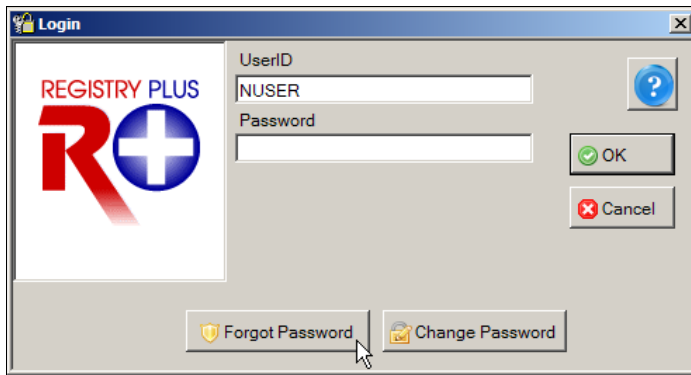 Login
REGISTRY PLUS
R
UserID
NUSER
Password
?
OK
Cancel
Forgot Password
Change Password